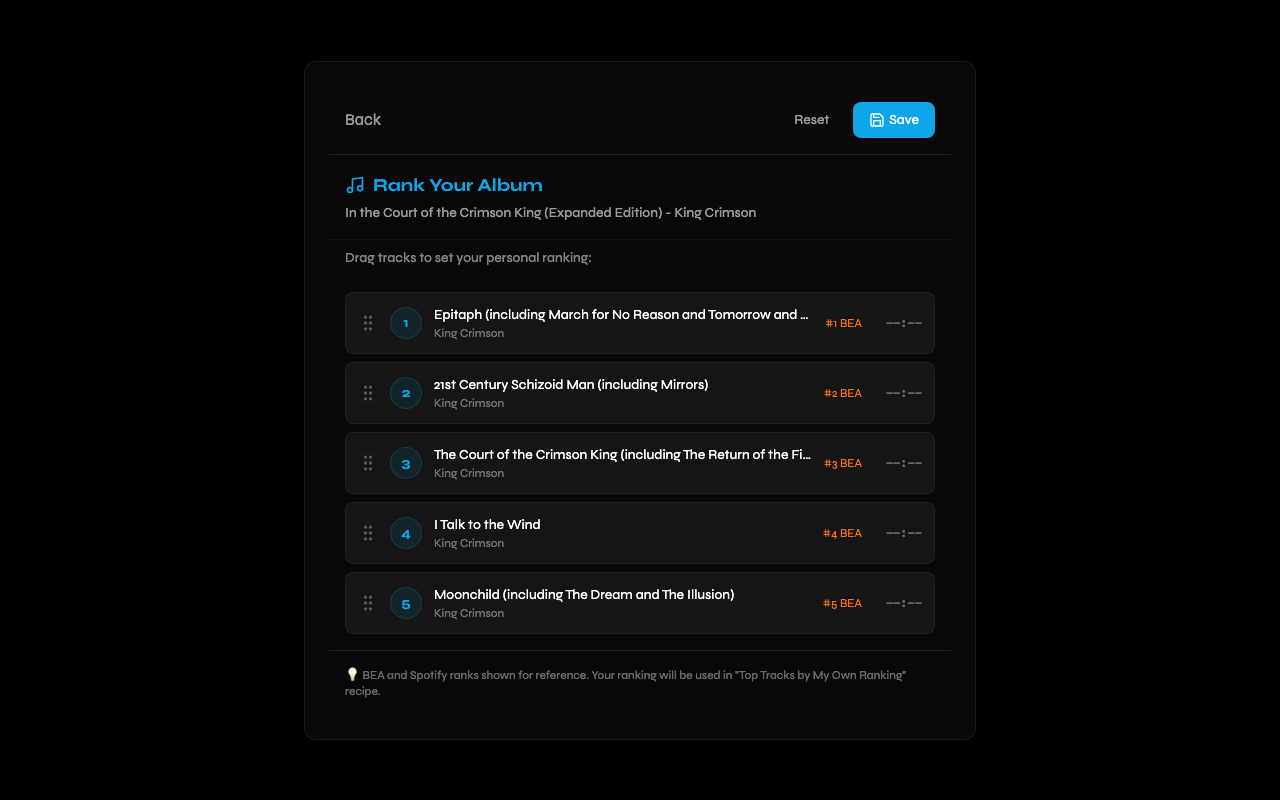 Back
Reset
Save
Rank Your Album
In the Court of the Crimson King (Expanded Edition) - King Crimson
Drag tracks to set your personal ranking:
1
Epitaph (including March for No Reason and Tomorrow and ...
King Crimson
#1 BEA
--:--
2
21st Century Schizoid Man (including Mirrors)
King Crimson
#2 BEA
--:--
3
The Court of the Crimson King (including The Return of the Fi...
King Crimson
#3 BEA
--:--
4
I Talk to the Wind
King Crimson
#4 BEA
--:--
5
Moonchild (including The Dream and The Illusion)
King Crimson
#5 BEA
--:--
💡 BEA and Spotify ranks shown for reference. Your ranking will be used in "Top Tracks by My Own Ranking"
recipe.